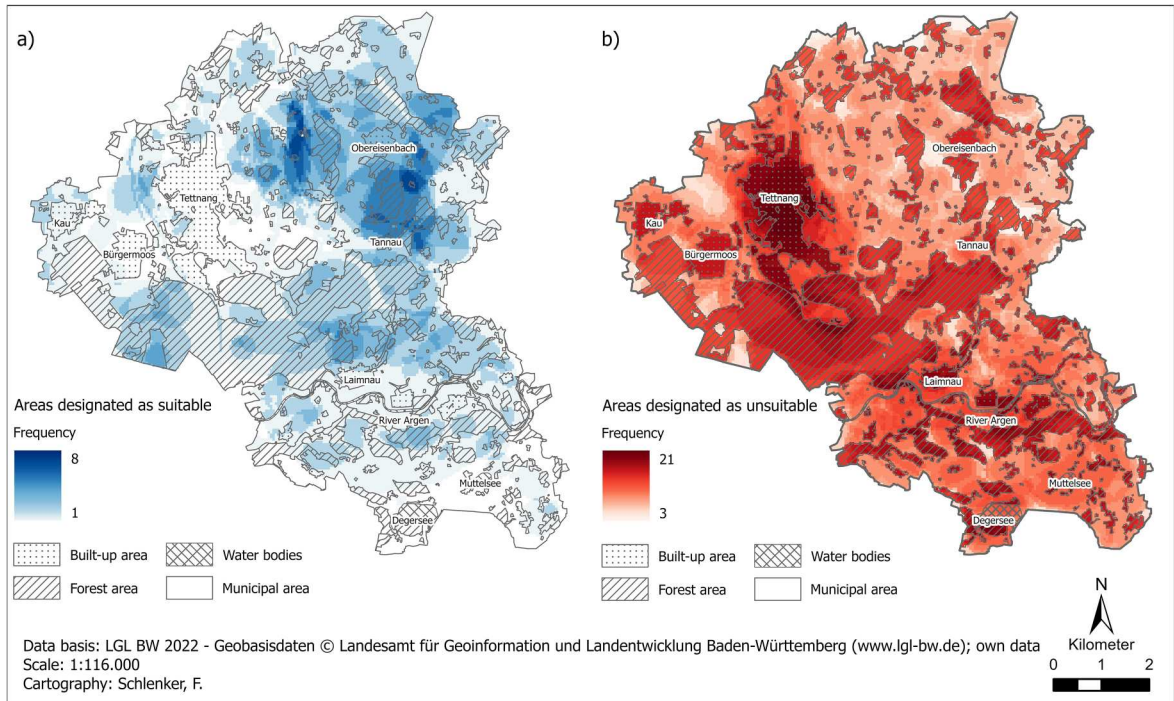 a)
Obereisenbach
Tettnang
Kau
Tannau
Bürgermoos
Laimnau
River Argen
Muttelsee
Degersee
Areas designated as suitable
Frequency
8
1
Built-up area
Water bodies
Forest area
Municipal area
b)
Obereisenbach
Tettnang
Kau
Tannau
Bürgermoos
Laimnau
River Argen
Muttelsee
Degersee
Areas designated as unsuitable
Frequency
21
3
Built-up area
Water bodies
Forest area
Municipal area
N
Kilometer
0 1 2
Data basis: LGL BW 2022 - Geobasisdaten © Landesamt für Geoinformation und Landentwicklung Baden-Württemberg (www.lgl-bw.de); own data
Scale: 1:116.000
Cartography: Schlenker, F.